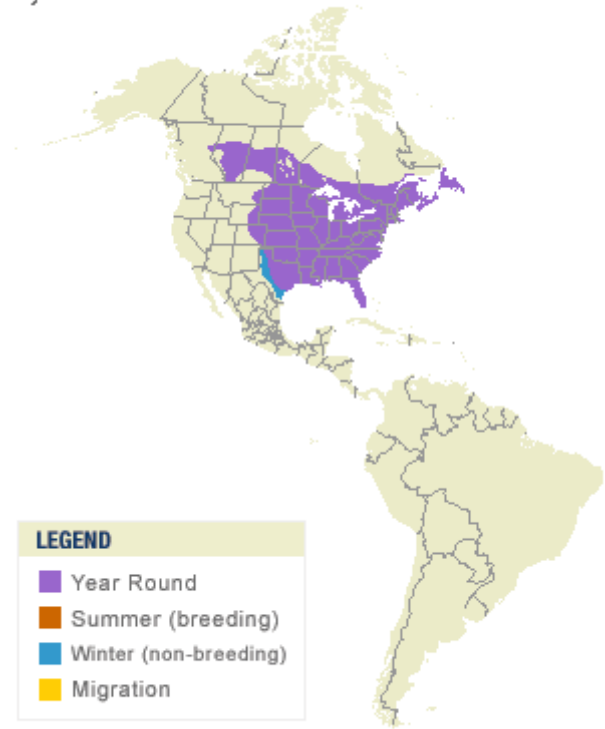 LEGEND
Year Round
Summer (breeding)
Winter (non-breeding)
Migration